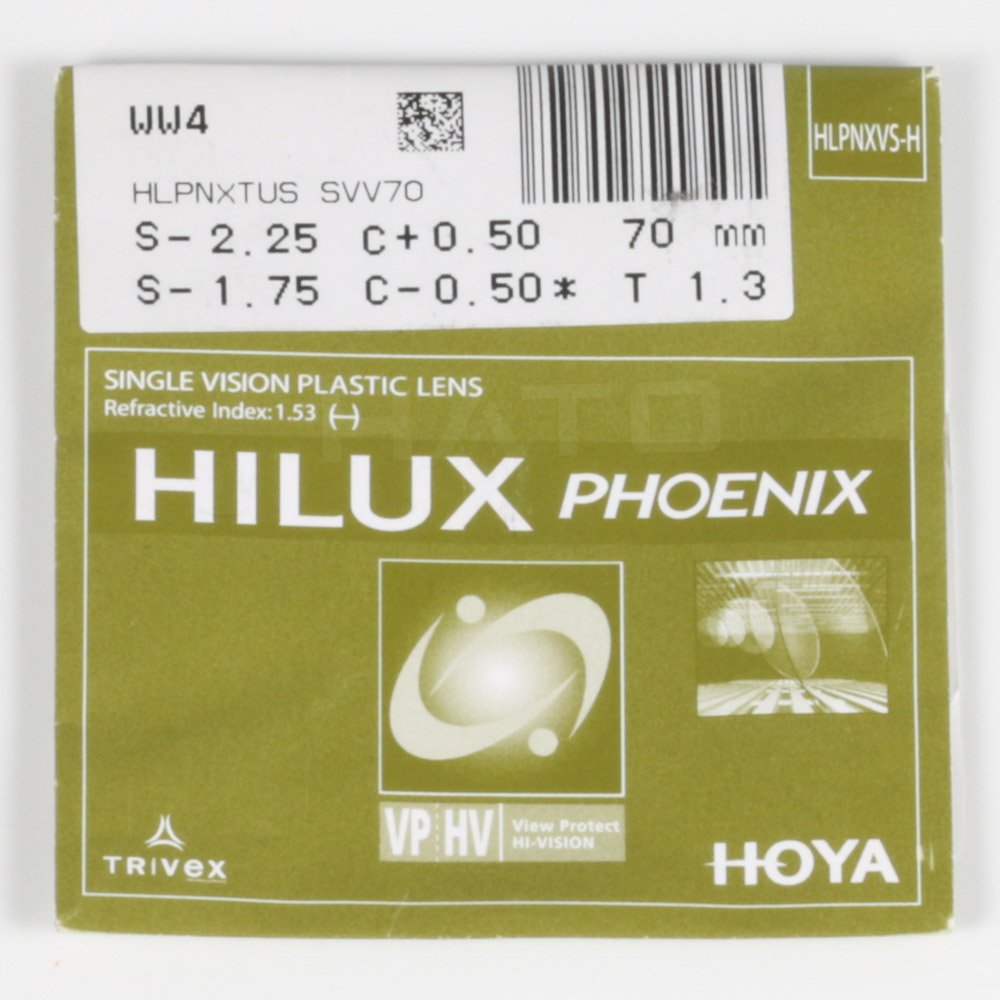 WW4
HLPNXVS-H
HLPNXTUS SVV70
S- 2.25 C+0.50 70 mm
S- 1.75 C-0.50* T 1.3
SINGLE VISION PLASTIC LENS
Refractive Index:1.53 (—)
HATO
HILUX PHOENIX
VP HV View Protect
HI-VISION
TRIVEX
HOYA